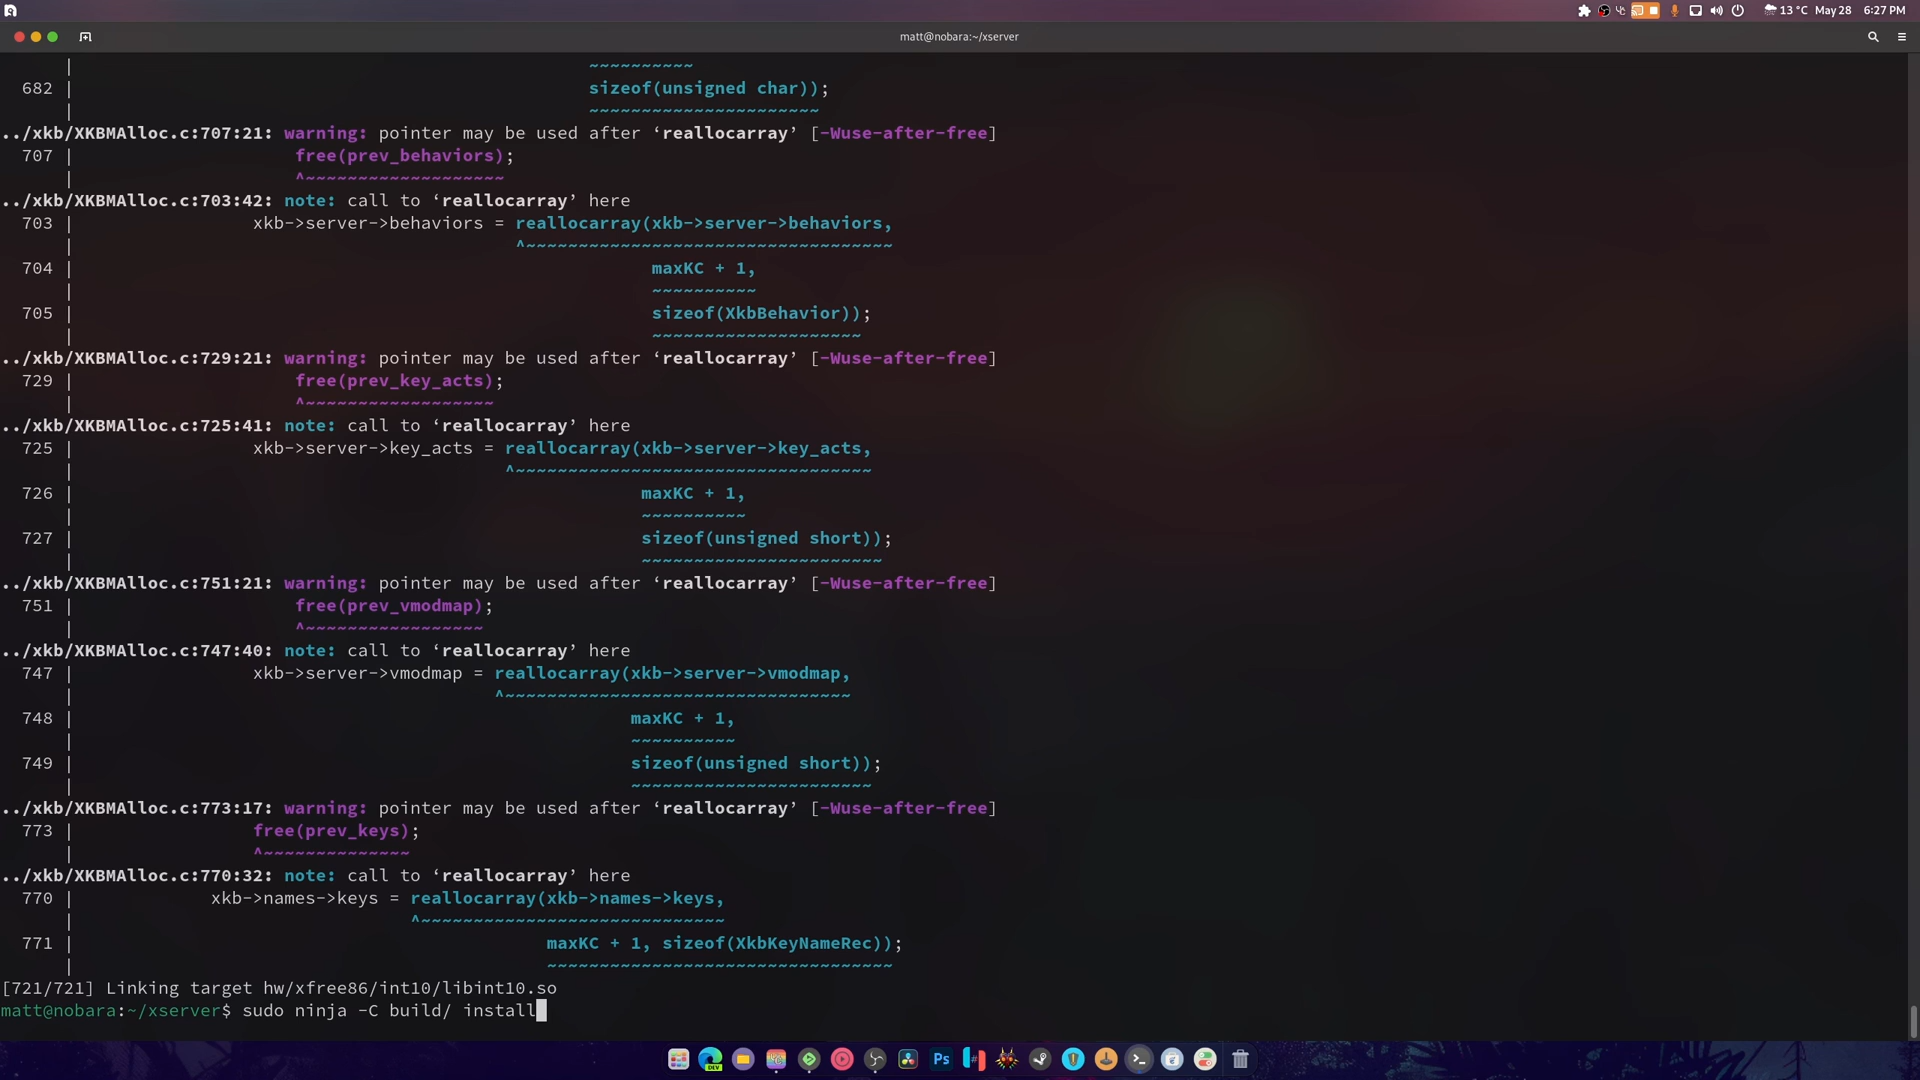 13 °C May 28 6:27 PM
matt@nobara:~/xserver
|                                                  ~~~~~~~~~~
682 |                                                  sizeof(unsigned char));
|                                                  ~~~~~~~~~~~~~~~~~~~~~~
../xkb/XKBMAlloc.c:707:21: warning: pointer may be used after ‘reallocarray’ [-Wuse-after-free]
707 |                     free(prev_behaviors);
|                     ^~~~~~~~~~~~~~~~~~~~
../xkb/XKBMAlloc.c:703:42: note: call to ‘reallocarray’ here
703 |                 xkb->server->behaviors = reallocarray(xkb->server->behaviors,
|                                          ^~~~~~~~~~~~~~~~~~~~~~~~~~~~~~~~~~~~
704 |                                                       maxKC + 1,
|                                                       ~~~~~~~~~~
705 |                                                       sizeof(XkbBehavior));
|                                                       ~~~~~~~~~~~~~~~~~~~~
../xkb/XKBMAlloc.c:729:21: warning: pointer may be used after ‘reallocarray’ [-Wuse-after-free]
729 |                     free(prev_key_acts);
|                     ^~~~~~~~~~~~~~~~~~~
../xkb/XKBMAlloc.c:725:41: note: call to ‘reallocarray’ here
725 |                 xkb->server->key_acts = reallocarray(xkb->server->key_acts,
|                                         ^~~~~~~~~~~~~~~~~~~~~~~~~~~~~~~~~~~
726 |                                                      maxKC + 1,
|                                                      ~~~~~~~~~~
727 |                                                      sizeof(unsigned short));
|                                                      ~~~~~~~~~~~~~~~~~~~~~~~
../xkb/XKBMAlloc.c:751:21: warning: pointer may be used after ‘reallocarray’ [-Wuse-after-free]
751 |                     free(prev_vmodmap);
|                     ^~~~~~~~~~~~~~~~~~
../xkb/XKBMAlloc.c:747:40: note: call to ‘reallocarray’ here
747 |                 xkb->server->vmodmap = reallocarray(xkb->server->vmodmap,
|                                        ^~~~~~~~~~~~~~~~~~~~~~~~~~~~~~~~~~
748 |                                                     maxKC + 1,
|                                                     ~~~~~~~~~~
749 |                                                     sizeof(unsigned short));
|                                                     ~~~~~~~~~~~~~~~~~~~~~~~
../xkb/XKBMAlloc.c:773:17: warning: pointer may be used after ‘reallocarray’ [-Wuse-after-free]
773 |                 free(prev_keys);
|                 ^~~~~~~~~~~~~~~
../xkb/XKBMAlloc.c:770:32: note: call to ‘reallocarray’ here
770 |             xkb->names->keys = reallocarray(xkb->names->keys,
|                                ^~~~~~~~~~~~~~~~~~~~~~~~~~~~~~
771 |                                             maxKC + 1, sizeof(XkbKeyNameRec));
|                                             ~~~~~~~~~~~~~~~~~~~~~~~~~~~~~~~~~
[721/721] Linking target hw/xfree86/int10/libint10.so
matt@nobara:~/xserver$ sudo ninja -C build/ install
DEV
Ps